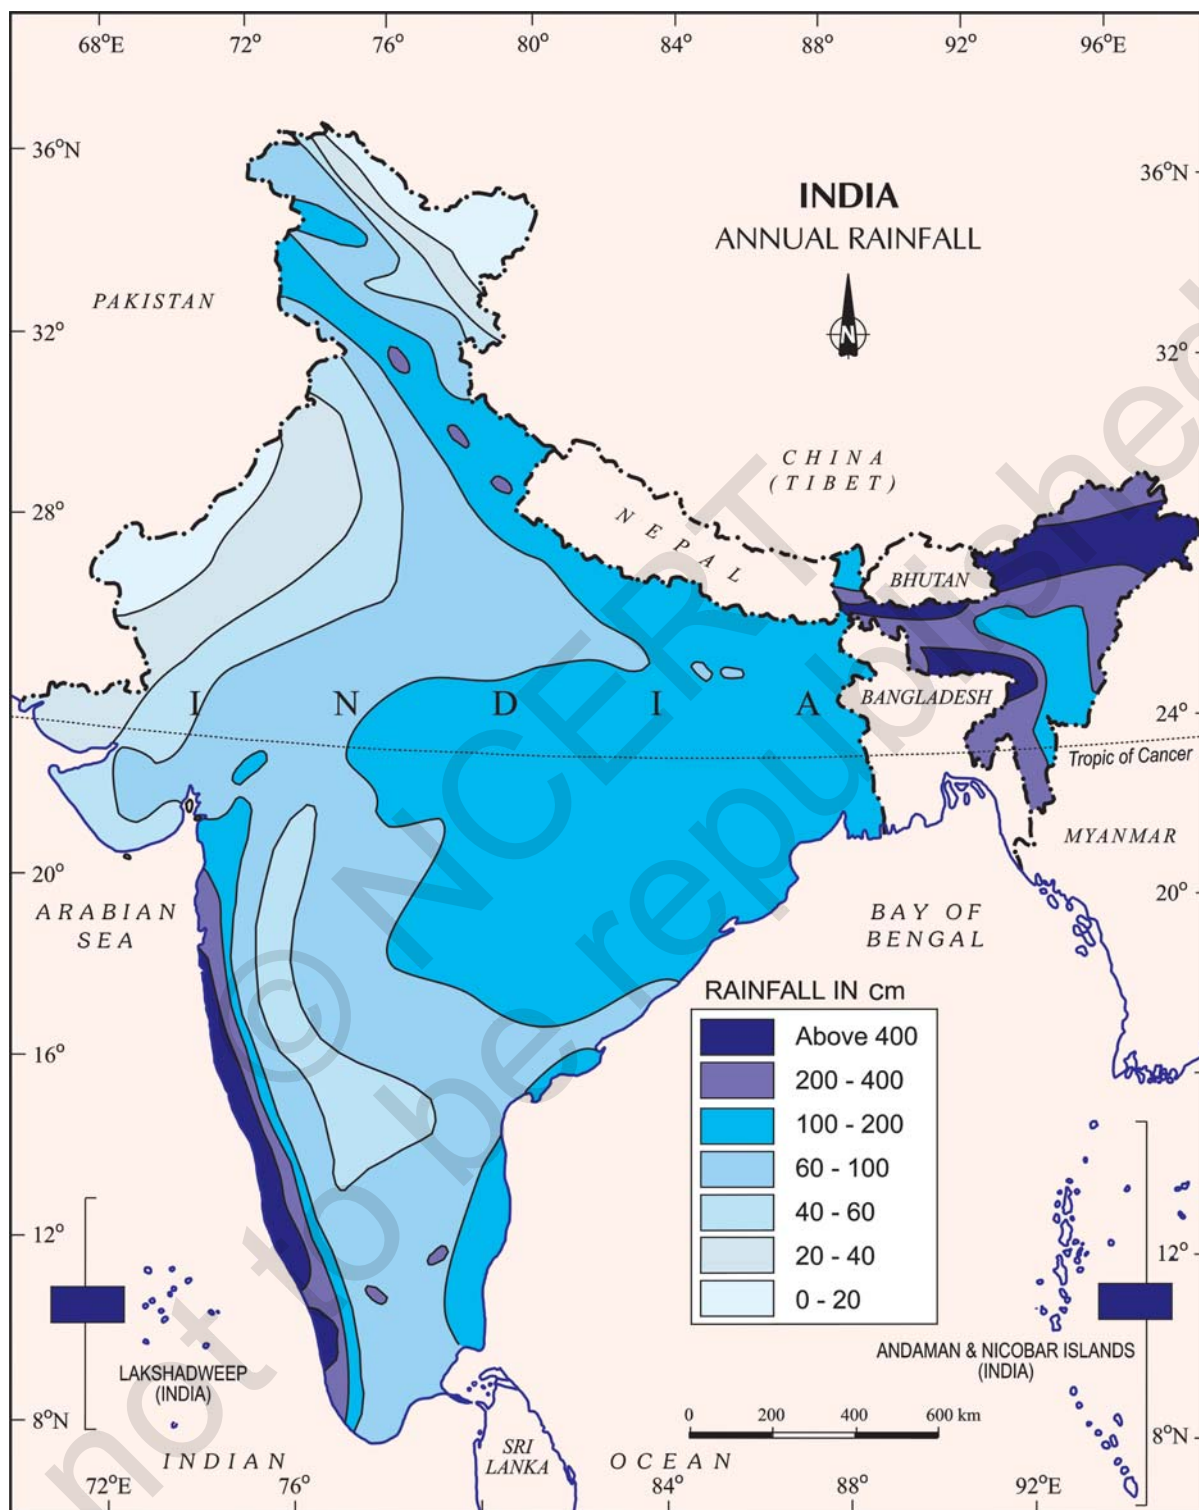 68°E 72° 76° 80° 84° 88° 92° 96°E
36°N
36°N
INDIA
ANNUAL RAINFALL
N
PAKISTAN
32°
32°
CHINA
(TIBET)
28°
28°
NEPAL
BHUTAN
INDIA
BANGLADESH
24°
Tropic of Cancer
MYANMAR
20°
20°
ARABIAN
SEA
BAY OF
BENGAL
RAINFALL IN cm
Above 400
200 - 400
100 - 200
60 - 100
40 - 60
20 - 40
0 - 20
16°
12°
12°
LAKSHADWEEP
(INDIA)
ANDAMAN & NICOBAR ISLANDS
(INDIA)
8°N
8°N
0 200 400 600 km
INDIAN OCEAN
SRI
LANKA
72°E 76° 84° 88° 92°E
© NCERT
not to be republished